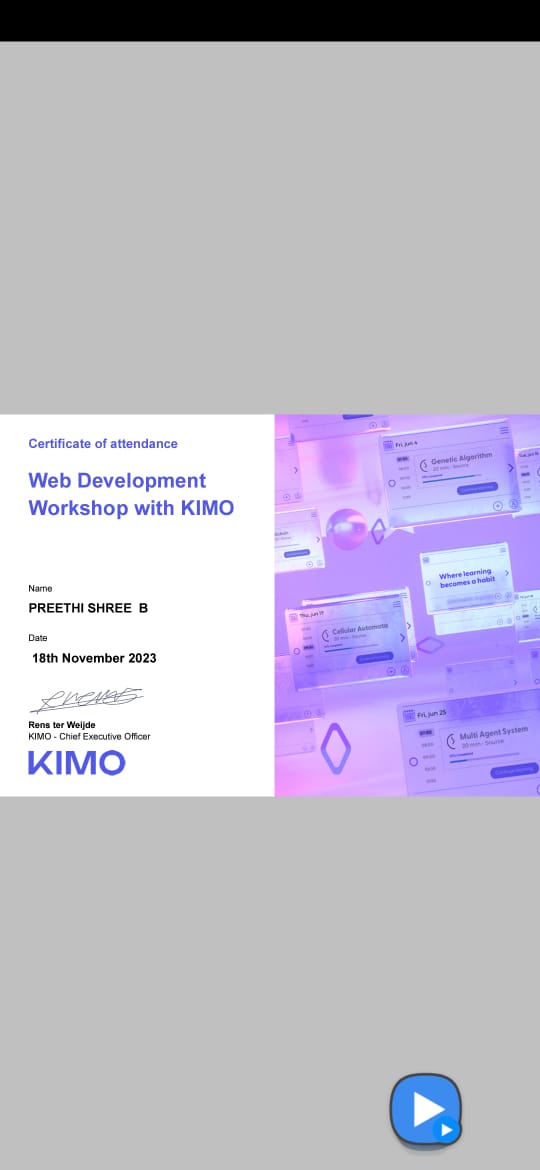 Certificate of attendance
Web Development
Workshop with KIMO
Name
PREETHI SHREE B
Date
18th November 2023
Rens ter Weijde
KIMO - Chief Executive Officer
KIMO
Fri, jun 4
Genetic Algorithm
20 min · Source
Where learning
becomes a habit
Thu, jun 17
Cellular Automata
20 min · Source
Fri, jun 25
Multi Agent System
20 min · Source